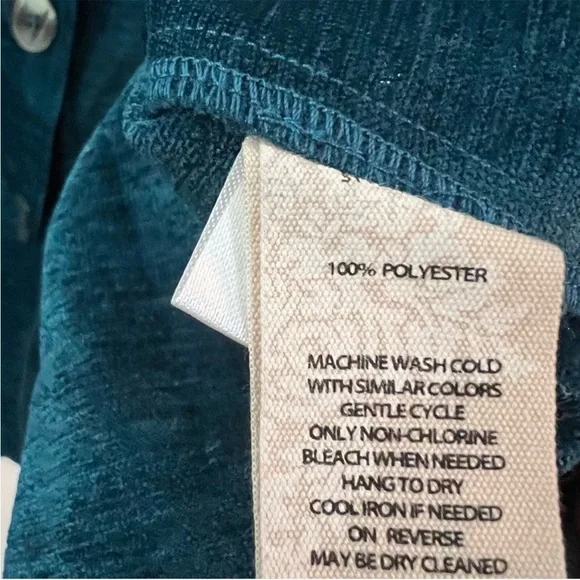 100% POLYESTER
MACHINE WASH COLD
WITH SIMILAR COLORS
GENTLE CYCLE
ONLY NON-CHLORINE
BLEACH WHEN NEEDED
HANG TO DRY
COOL IRON IF NEEDED
ON REVERSE
MAY BE DRY CLEANED